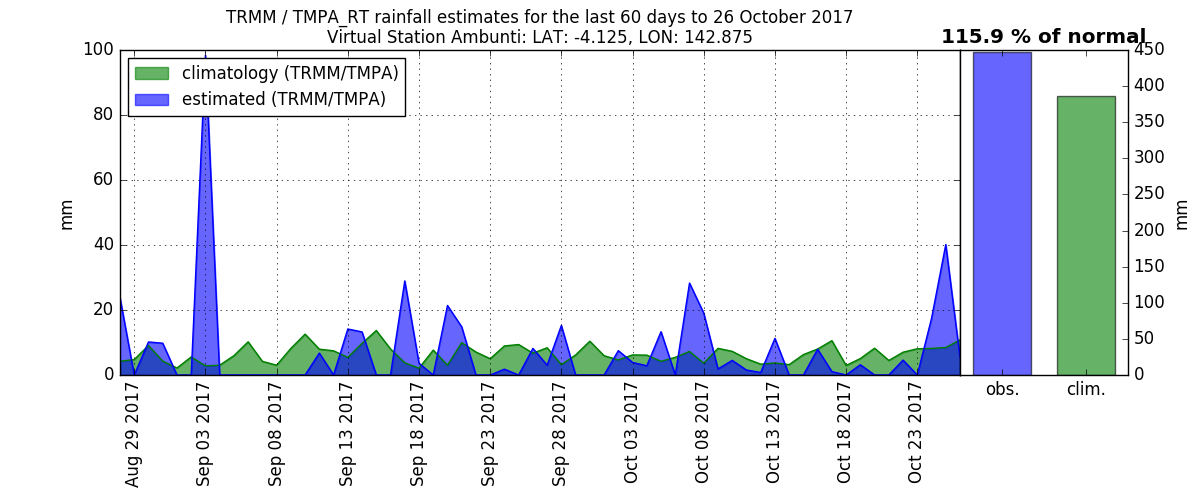 TRMM / TMPA_RT rainfall estimates for the last 60 days to 26 October 2017
Virtual Station Ambunti: LAT: -4.125, LON: 142.875
115.9 % of normal
climatology (TRMM/TMPA)
estimated (TRMM/TMPA)
100
80
60
40
20
0
mm
Aug 29 2017
Sep 03 2017
Sep 08 2017
Sep 13 2017
Sep 18 2017
Sep 23 2017
Sep 28 2017
Oct 03 2017
Oct 08 2017
Oct 13 2017
Oct 18 2017
Oct 23 2017
obs.
clim.
450
400
350
300
250
200
150
100
50
0
mm